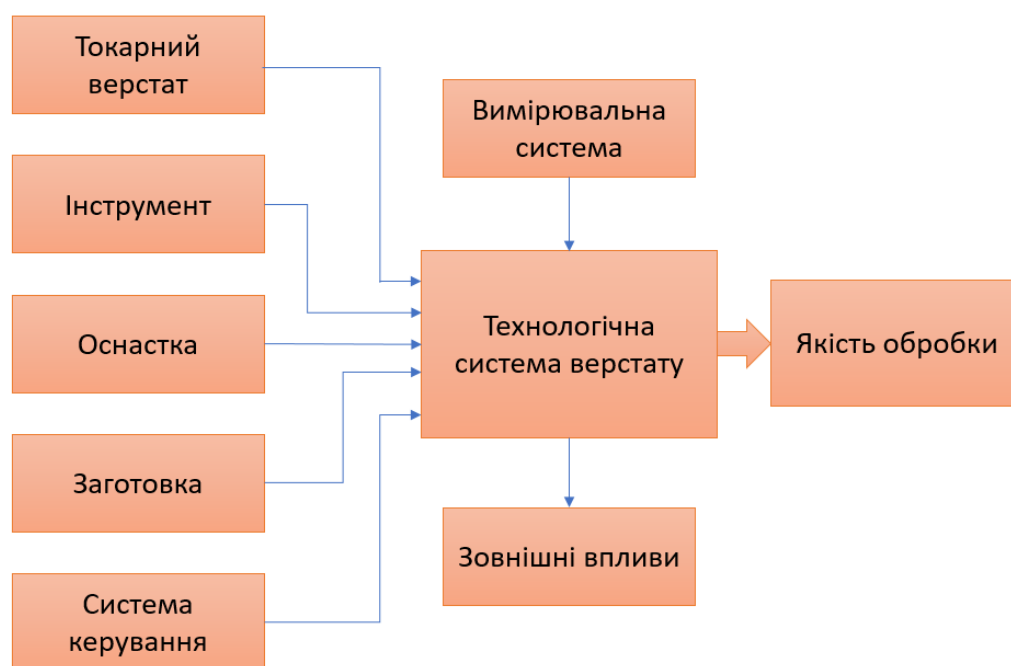 Токарний
верстат
Вимірювальна
система
Інструмент
Технологічна
система верстату
Якість обробки
Оснастка
Заготовка
Зовнішні впливи
Система
керування